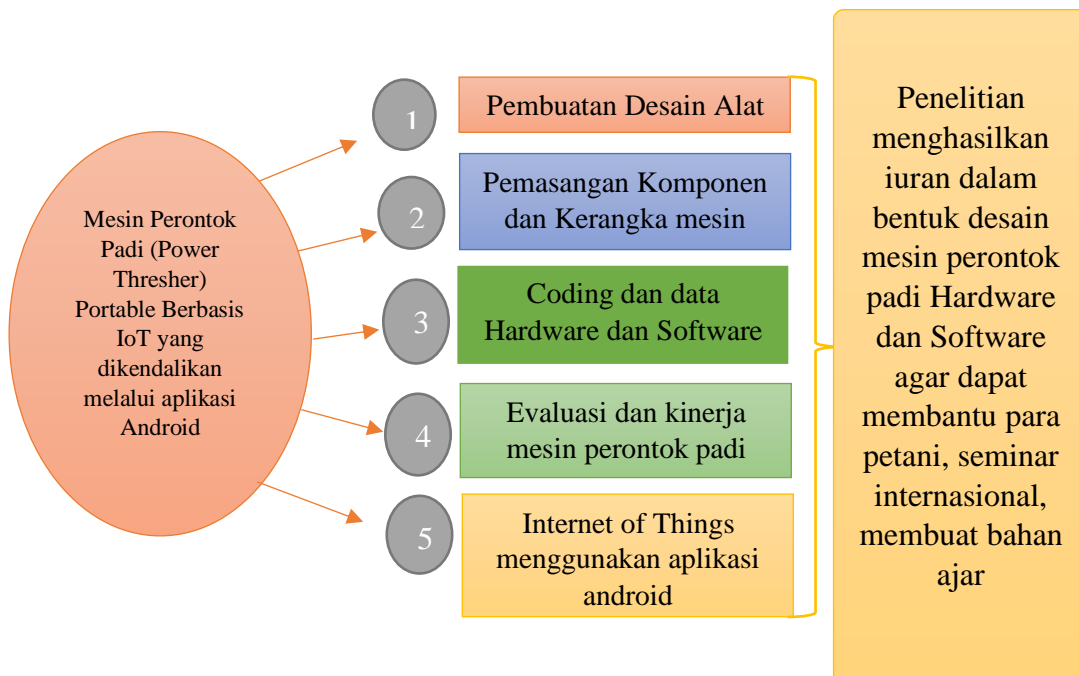 Mesin Perontok
Padi (Power
Thresher)
Portable Berbasis
IoT yang
dikendalikan
melalui aplikasi
Android
1
Pembuatan Desain Alat
2
Pemasangan Komponen
dan Kerangka mesin
3
Coding dan data
Hardware dan Software
4
Evaluasi dan kinerja
mesin perontok padi
5
Internet of Things
menggunakan aplikasi
android
Penelitian
menghasilkan
iuran dalam
bentuk desain
mesin perontok
padi Hardware
dan Software
agar dapat
membantu para
petani, seminar
internasional,
membuat bahan
ajar